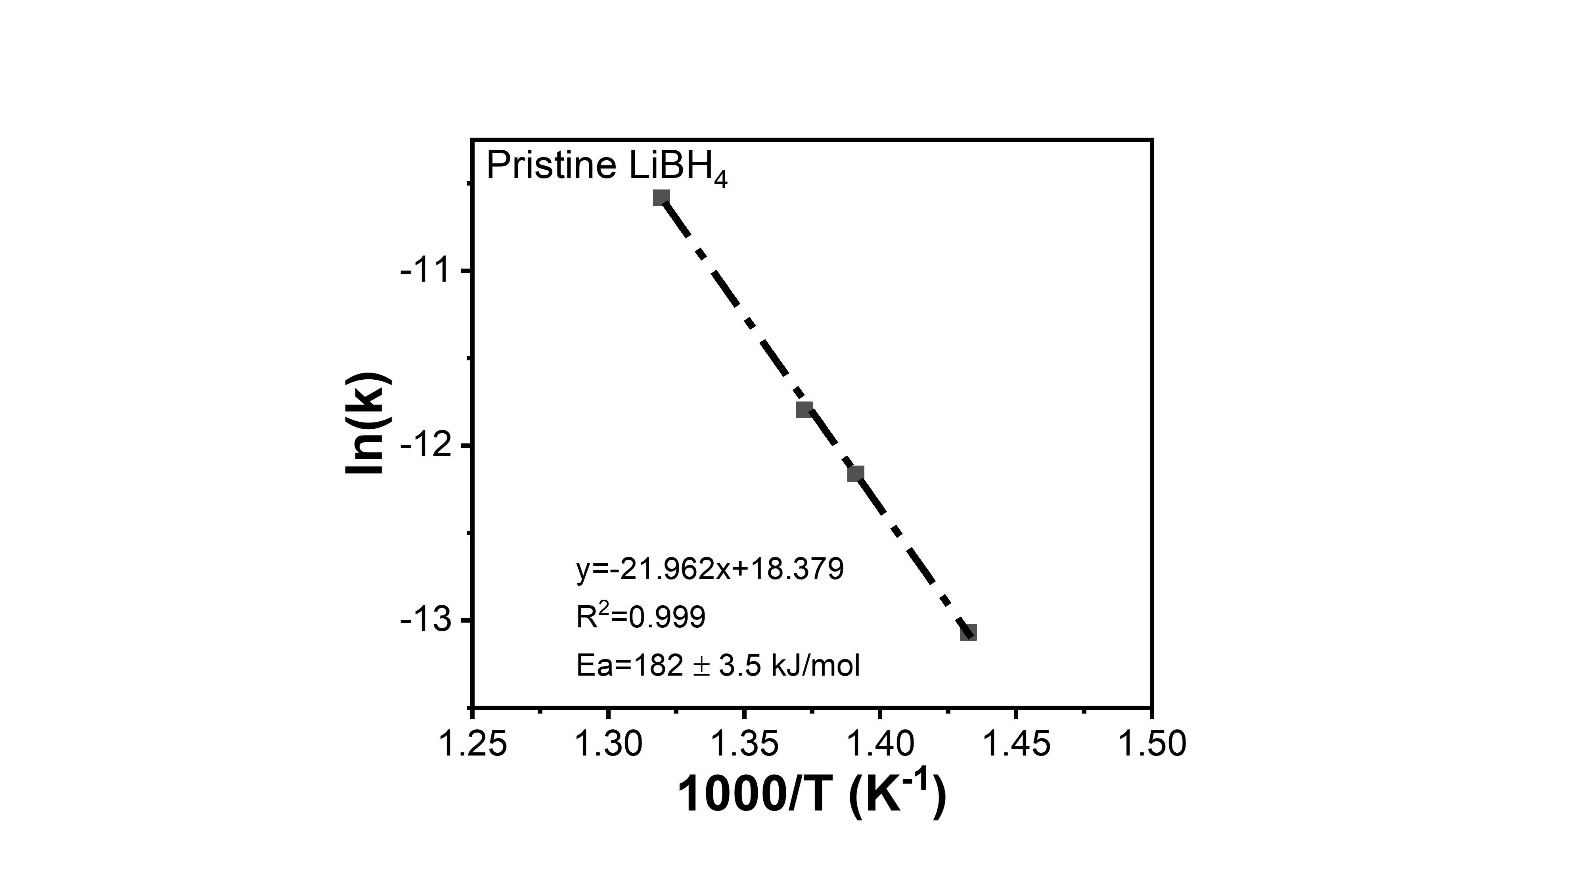 Pristine LiBH₄
-11
-12
-13
ln(k)
y=-21.962x+18.379
R²=0.999
Ea=182 ± 3.5 kJ/mol
1.25 1.30 1.35 1.40 1.45 1.50
1000/T (K⁻¹)